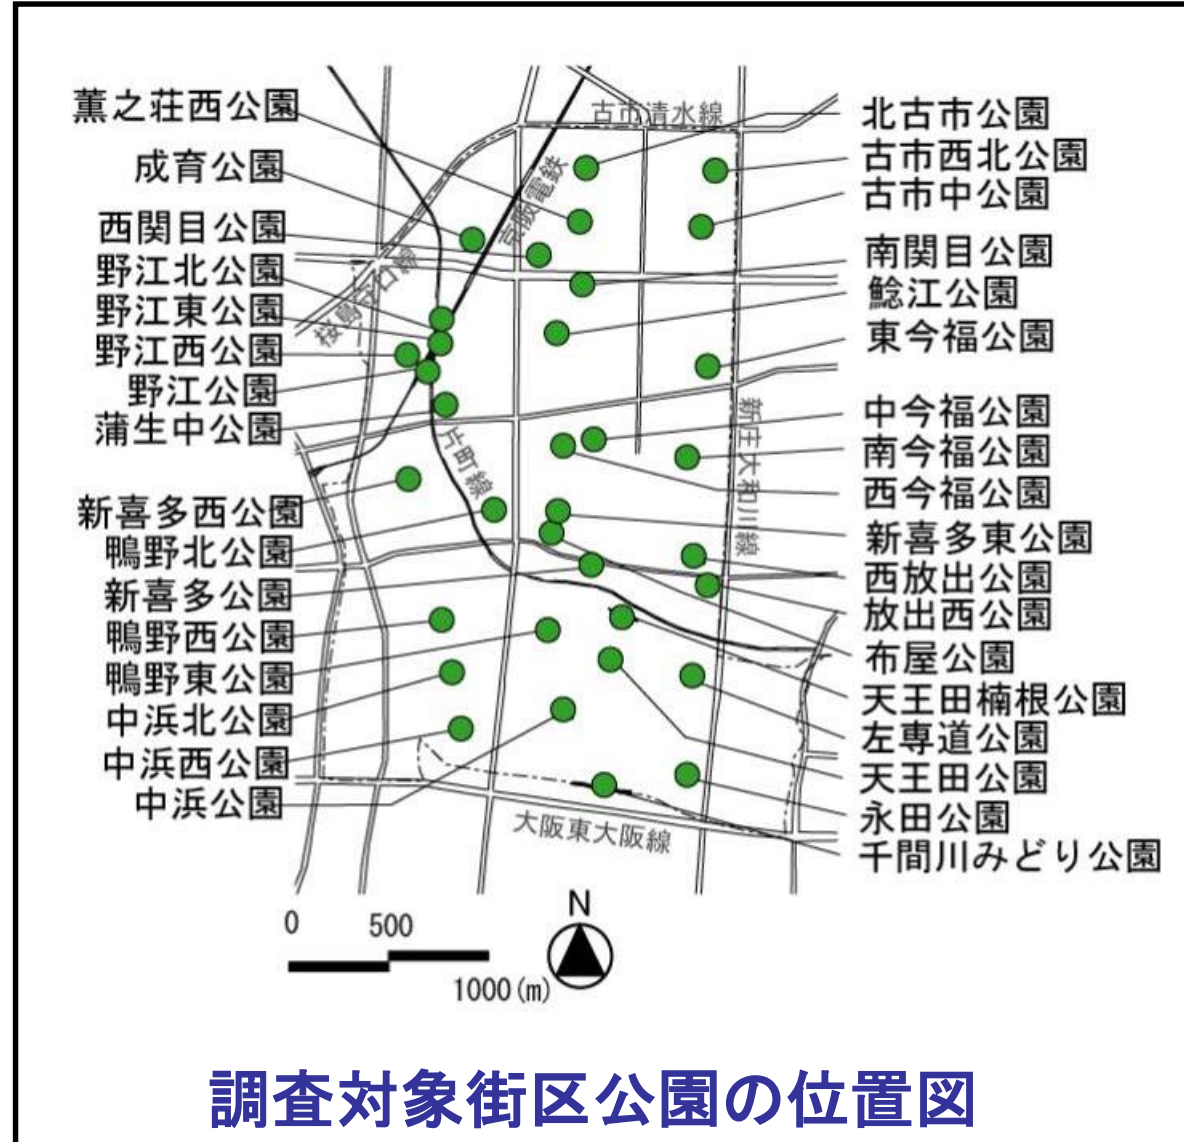 薫之荘西公園
成育公園
西関目公園
野江北公園
野江東公園
野江西公園
野江公園
蒲生中公園
新喜多西公園
鴫野北公園
新喜多公園
鴫野西公園
鴫野東公園
中浜北公園
中浜西公園
中浜公園
古市清水線
京阪電鉄
桜島守口線
片町線
新庄大和川線
大阪東大阪線
北古市公園
古市西北公園
古市中公園
南関目公園
鯰江公園
東今福公園
中今福公園
南今福公園
西今福公園
新喜多東公園
西放出公園
放出西公園
布屋公園
天王田楠根公園
左専道公園
天王田公園
永田公園
千間川みどり公園
0 500
1000(m)
N
調査対象街区公園の位置図